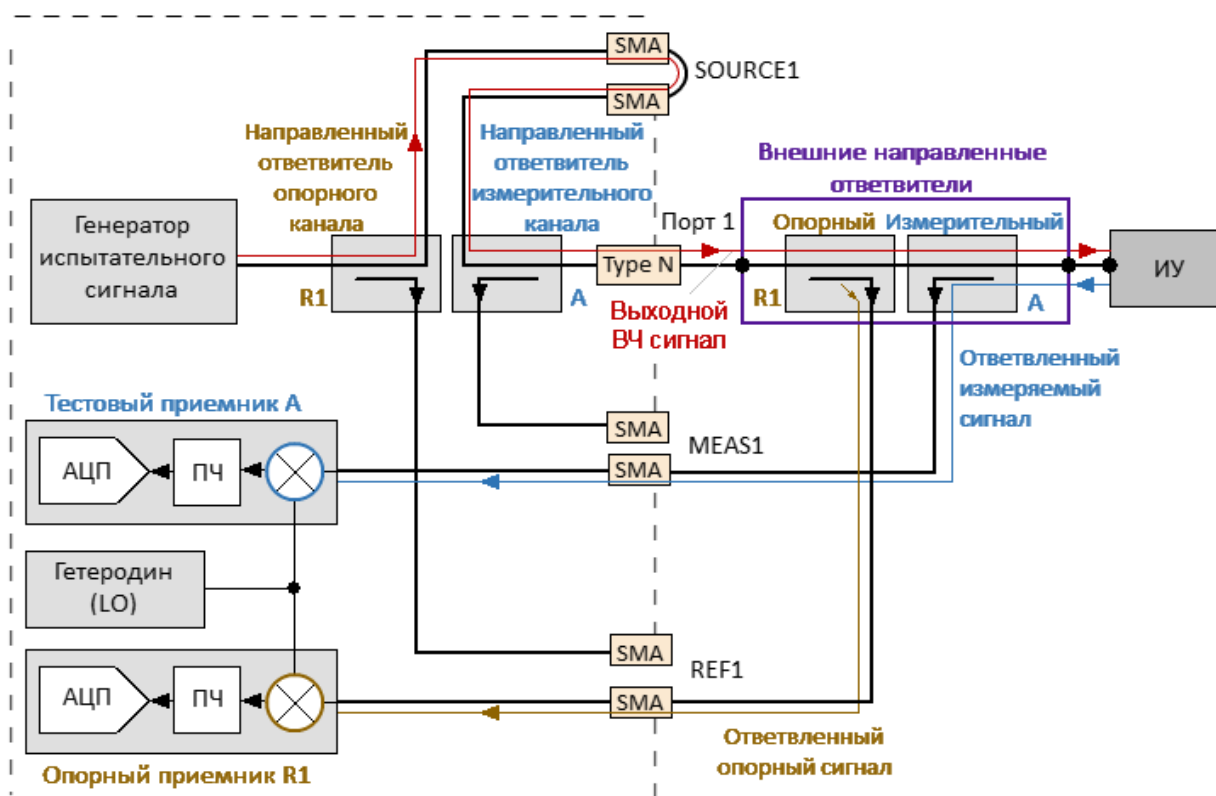 SMA
SOURCE1
SMA
Направленный
ответвитель
опорного
канала
Направленный
ответвитель
измерительного
канала
Внешние направленные
ответвители
Генератор
испытательного
сигнала
R1
A
Type N
Порт 1
Выходной
ВЧ сигнал
Опорный
Измерительный
R1
A
ИУ
Ответвленный
измеряемый
сигнал
Тестовый приемник A
АЦП
ПЧ
SMA
MEAS1
SMA
Гетеродин
(LO)
SMA
REF1
SMA
АЦП
ПЧ
Опорный приемник R1
Ответвленный
опорный сигнал